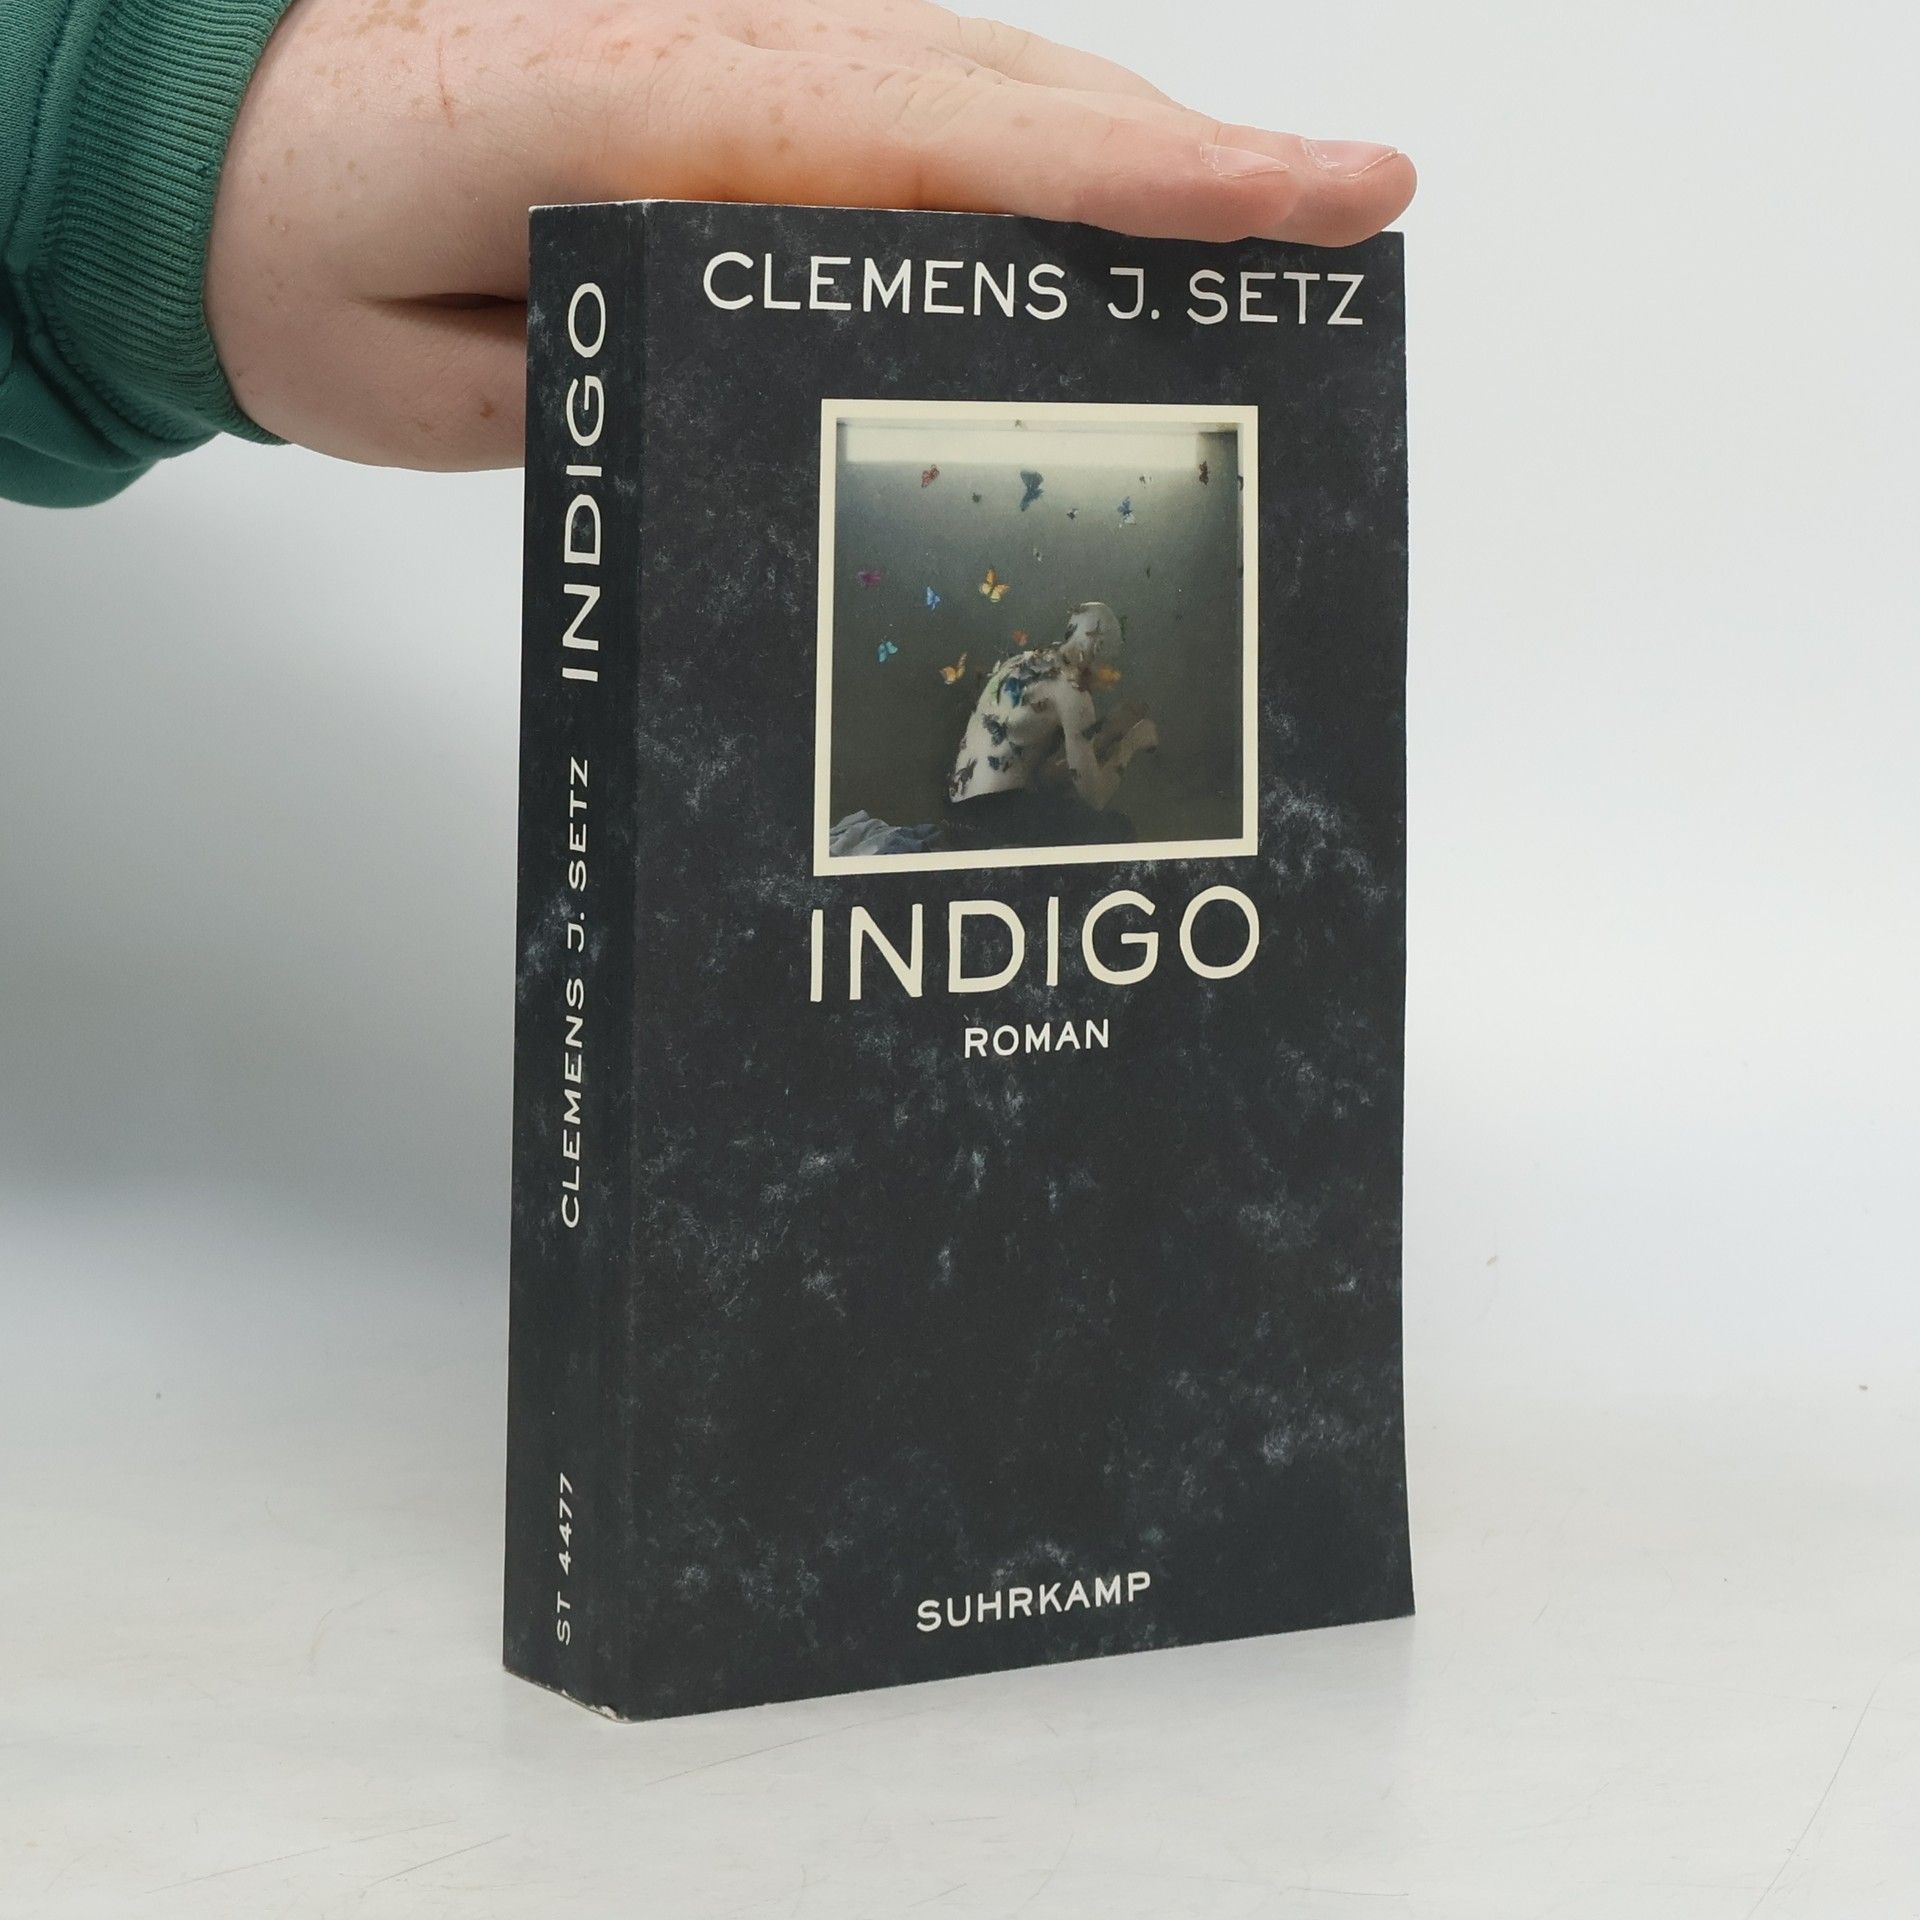 CLEMENS J. SETZ
INDIGO
ROMAN
SUHRKAMP
INDIGO
CLEMENS J. SETZ
ST 4477